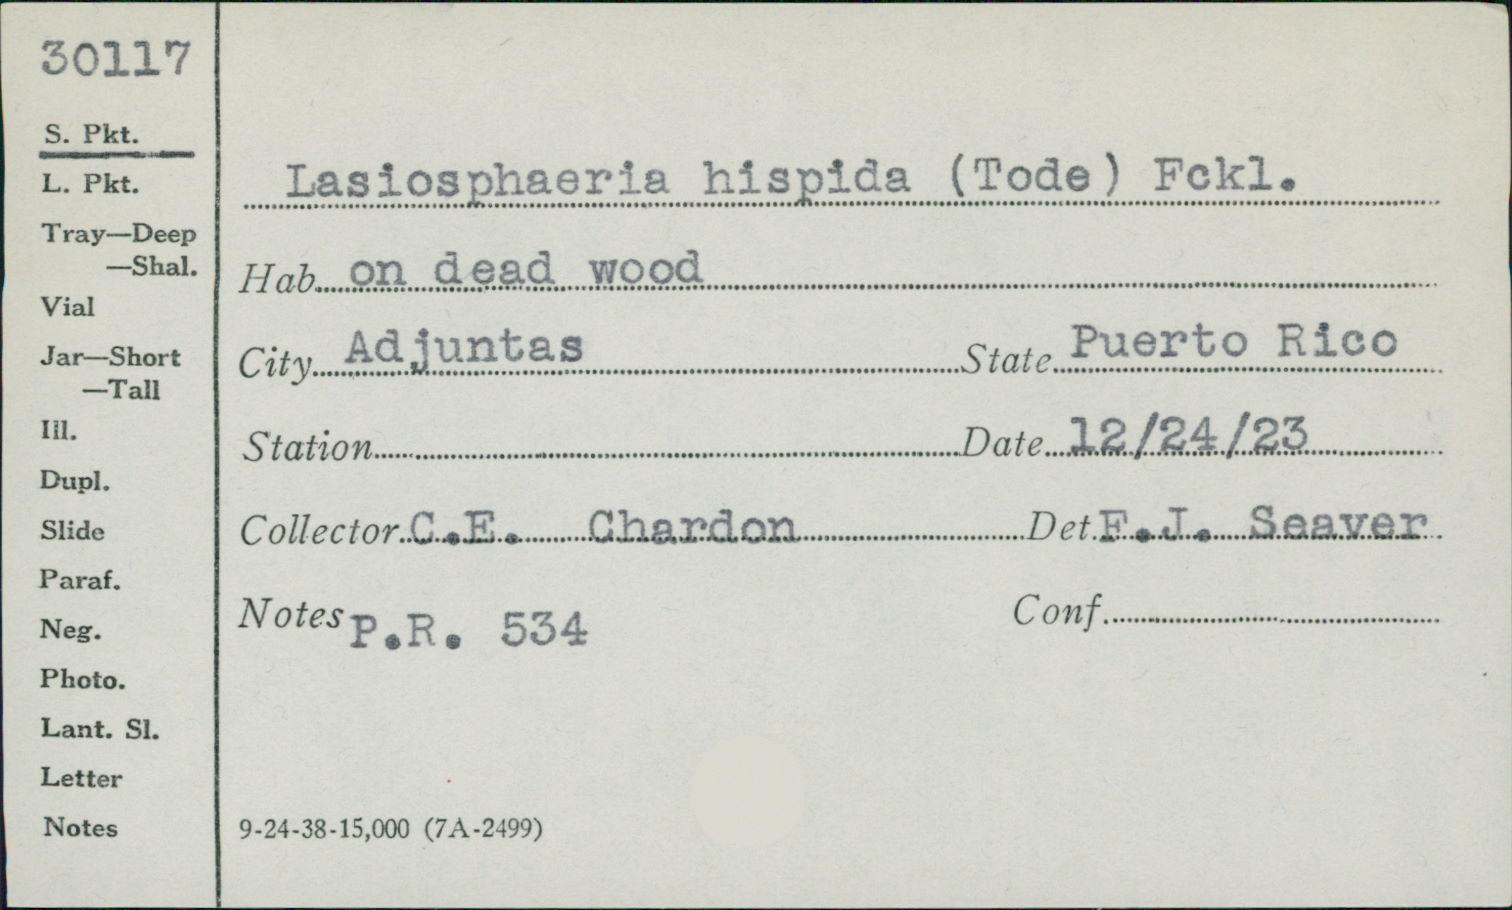 30117
S. Pkt.
L. Pkt.
Tray—Deep
—Shal.
Vial
Jar—Short
—Tall
Ill.
Dupl.
Slide
Paraf.
Neg.
Photo.
Lant. Sl.
Letter
Notes
Lasiosphaeria hispida (Tode) Fckl.
Hab. on dead wood
City Adjuntas State Puerto Rico
Station Date 12/24/23
Collector C.E. Chardon Det. F.J. Seaver
Notes P.R. 534 Conf.
9-24-38-15,000 (7A-2499)